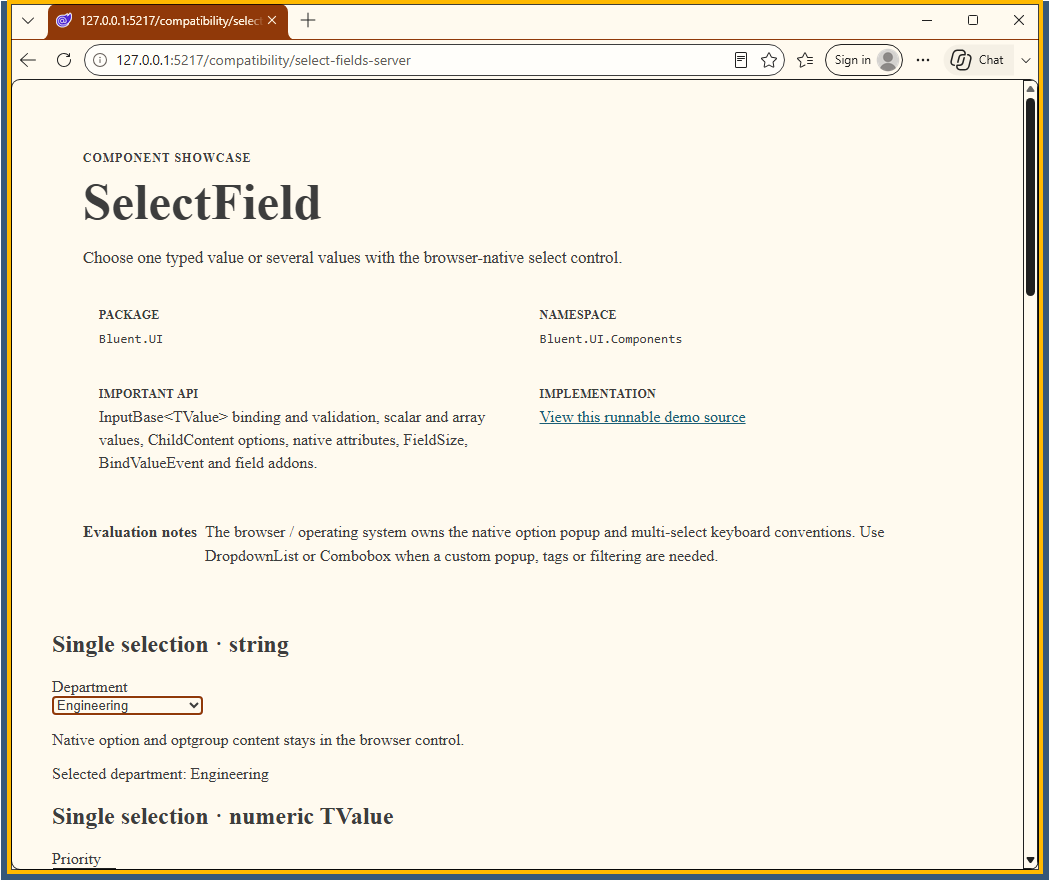 127.0.0.1:5217/compatibility/select
127.0.0.1:5217/compatibility/select-fields-server
Sign in
Chat
COMPONENT SHOWCASE
SelectField
Choose one typed value or several values with the browser-native select control.
PACKAGE
Bluent.UI
NAMESPACE
Bluent.UI.Components
IMPORTANT API
InputBase<TValue> binding and validation, scalar and array
values, ChildContent options, native attributes, FieldSize,
BindValueEvent and field addons.
IMPLEMENTATION
View this runnable demo source
Evaluation notes The browser / operating system owns the native option popup and multi-select keyboard conventions. Use
DropdownList or Combobox when a custom popup, tags or filtering are needed.
Single selection · string
Department
Engineering
Native option and optgroup content stays in the browser control.
Selected department: Engineering
Single selection · numeric TValue
Priority